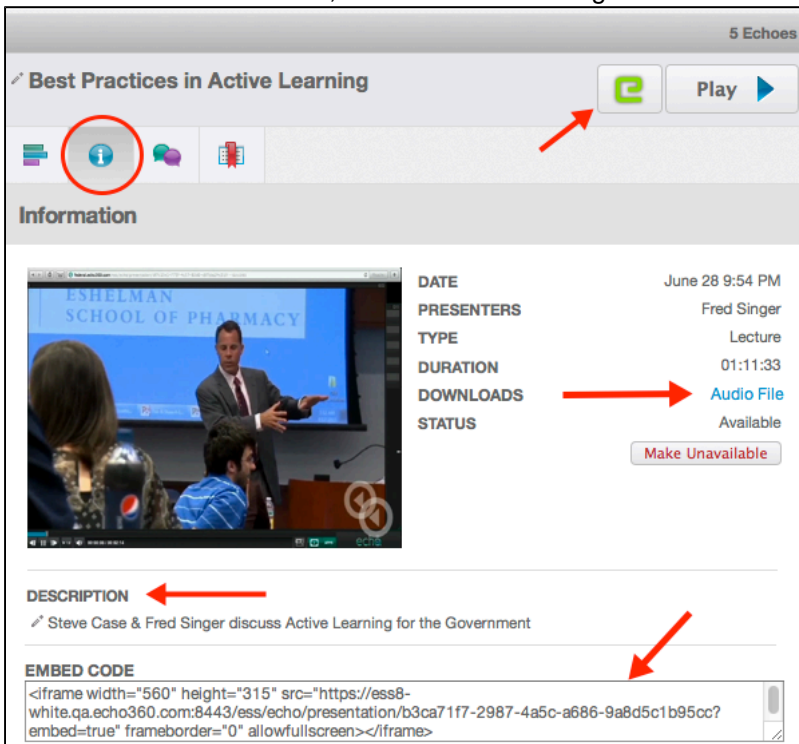 5 Echoes
Best Practices in Active Learning
Play
Information
ESHELMAN
SCHOOL OF PHARMACY
DATE June 28 9:54 PM
PRESENTERS Fred Singer
TYPE Lecture
DURATION 01:11:33
DOWNLOADS Audio File
STATUS Available
Make Unavailable
echo
DESCRIPTION
Steve Case & Fred Singer discuss Active Learning for the Government
EMBED CODE
<iframe width="560" height="315" src="https://ess8-
white.qa.echo360.com:8443/ess/echo/presentation/b3ca71f7-2987-4a5c-a686-9a8d5c1b95cc?
embed=true" frameborder="0" allowfullscreen></iframe>